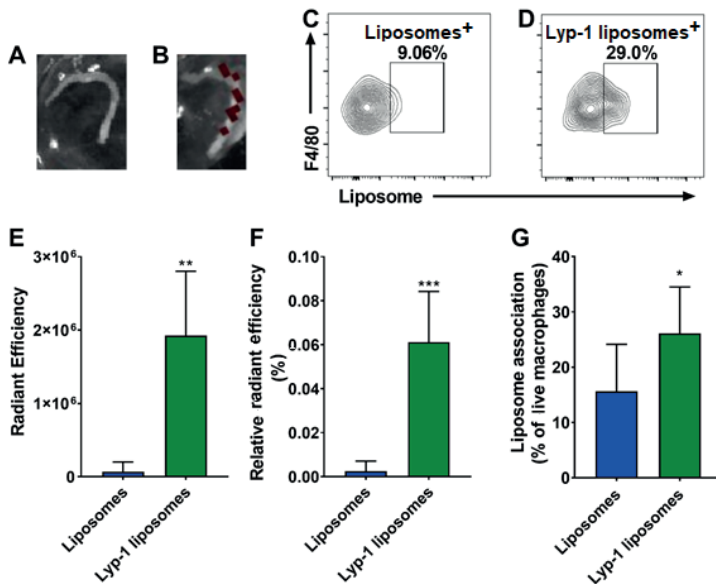 A
B
C
Liposomes⁺
9.06%
D
Lyp-1 liposomes⁺
29.0%
F4/80
Liposome
E
Radiant Efficiency
3×10⁶
2×10⁶
1×10⁶
0
**
Liposomes
Lyp-1 liposomes
F
Relative radiant efficiency
(%)
0.10
0.08
0.06
0.04
0.02
0.00
***
Liposomes
Lyp-1 liposomes
G
Liposome association
(% of live macrophages)
40
30
20
10
0
*
Liposomes
Lyp-1 liposomes